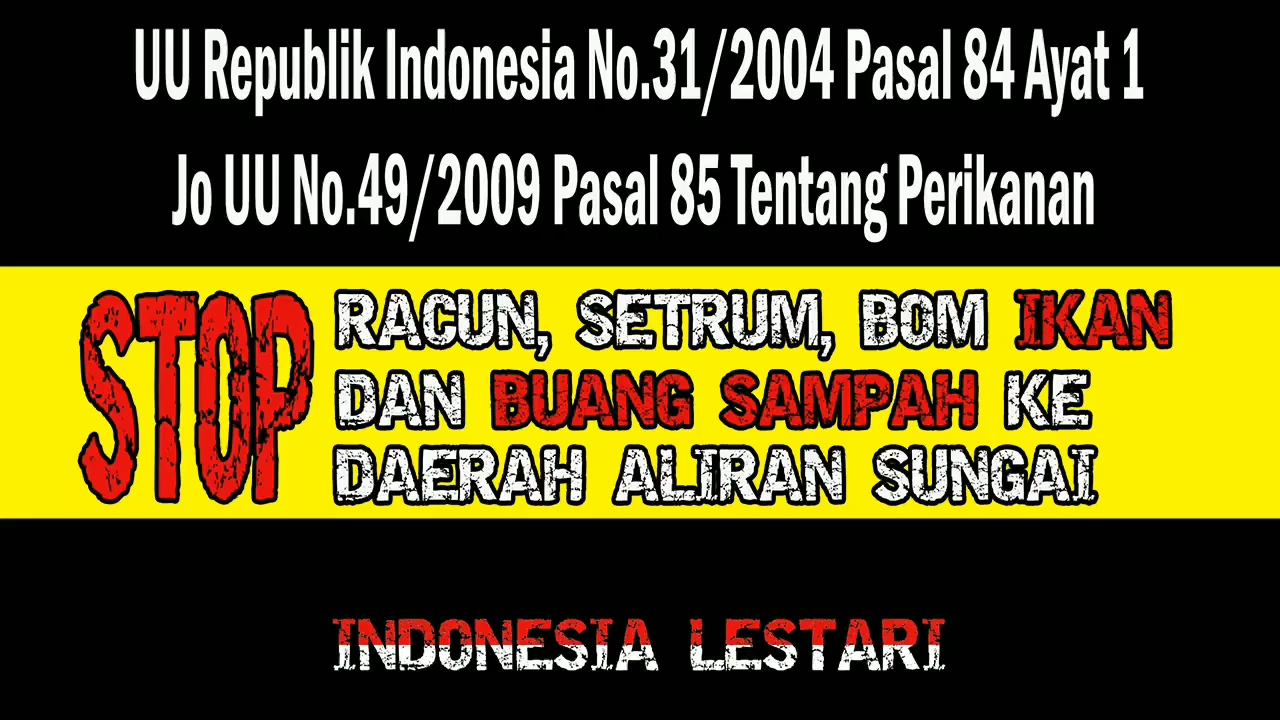 UU Republik Indonesia No.31/2004 Pasal 84 Ayat 1
Jo UU No.49/2009 Pasal 85 Tentang Perikanan
STOP
RACUN, SETRUM, BOM IKAN
DAN BUANG SAMPAH KE
DAERAH ALIRAN SUNGAI
INDONESIA LESTARI